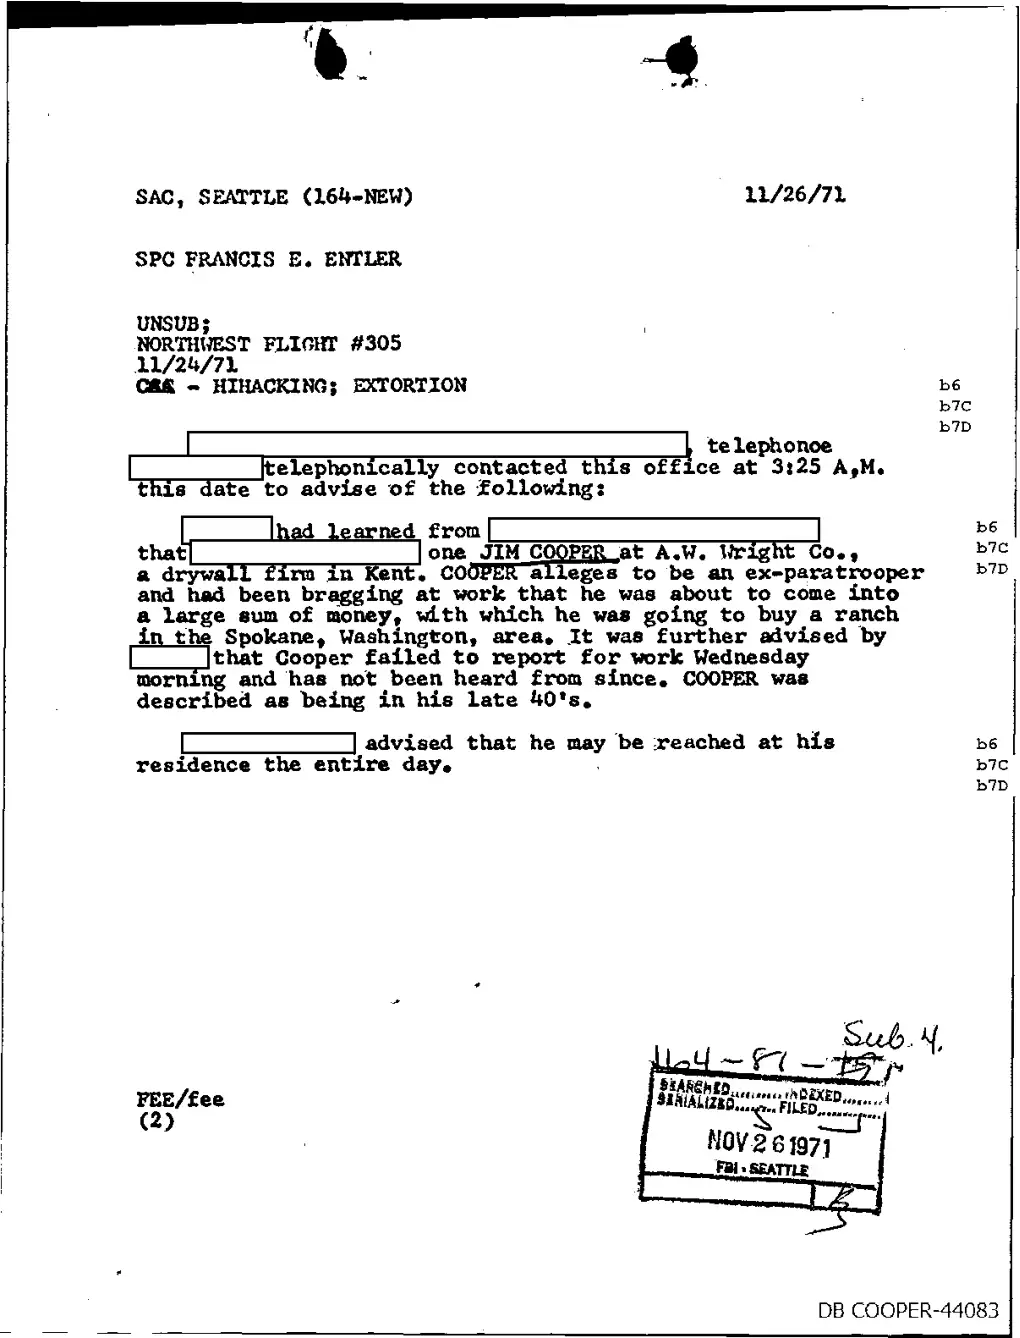 SAC, SEATTLE (164-NEW) 11/26/71
SPC FRANCIS E. ENTLER
UNSUB;
NORTHWEST FLIGHT #305
11/24/71
CAA - HIHACKING; EXTORTION
b6
b7C
b7D
, telephonoe
telephonically contacted this office at 3:25 A.M.
this date to advise of the following:
had learned from
that one JIM COOPER at A.W. Wright Co.,
a drywall firm in Kent. COOPER alleges to be an ex-paratrooper
and had been bragging at work that he was about to come into
a large sum of money, with which he was going to buy a ranch
in the Spokane, Washington, area. It was further advised by
that Cooper failed to report for work Wednesday
morning and has not been heard from since. COOPER was
described as being in his late 40's.
b6
b7C
b7D
advised that he may be reached at his
residence the entire day.
b6
b7C
b7D
Sub. 4.
164-81-
FEE/fee
(2)
SEARCHED..........INDEXED........
SERIALIZED........FILED..........
NOV 26 1971
FBI - SEATTLE
DB COOPER-44083